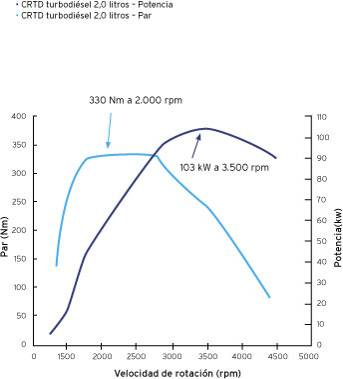 • CRTD turbodiésel 2,0 litros – Potencia
• CRTD turbodiésel 2,0 litros – Par
330 Nm a 2.000 rpm
103 kW a 3.500 rpm
Par (Nm)
400
350
300
250
200
150
100
50
0
Potencia(kw)
110
100
90
80
70
60
50
40
30
20
10
0
0 1500 2000 2500 3000 3500 4000 4500 5000
Velocidad de rotación (rpm)